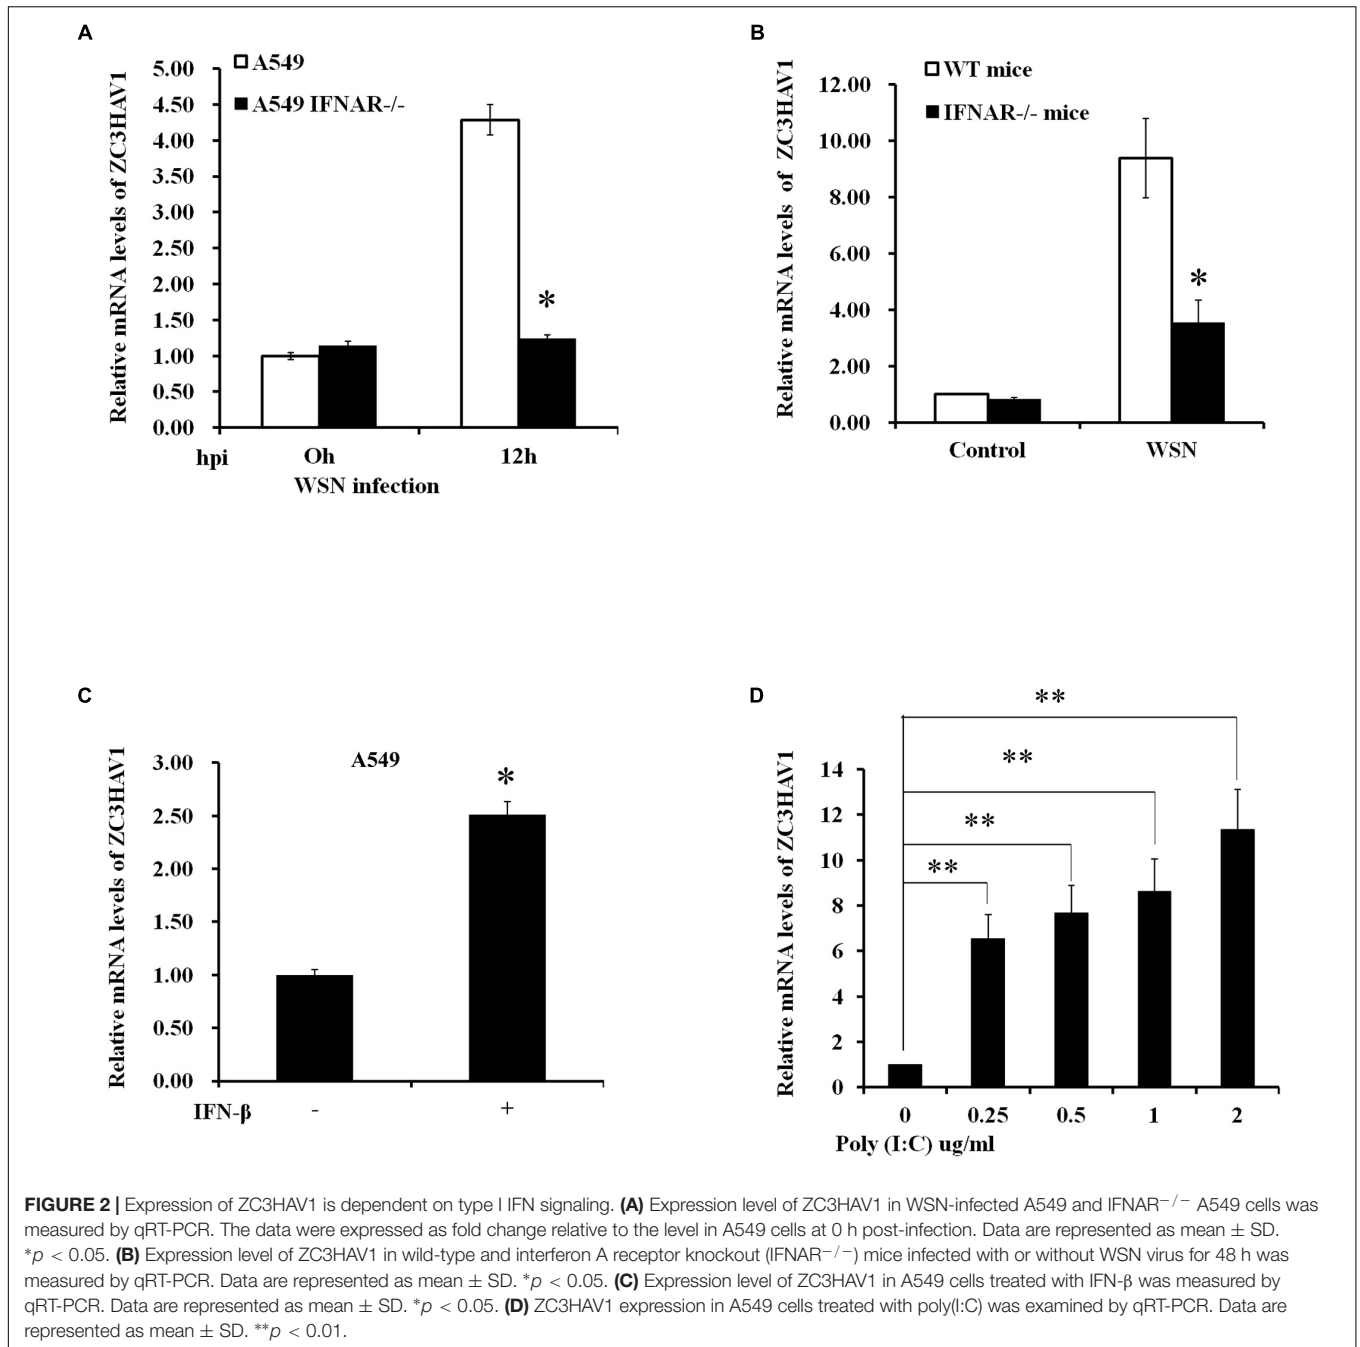 A
Relative mRNA levels of ZC3HAV1
A549
A549 IFNAR-/-
5.00
4.50
4.00
3.50
3.00
2.50
2.00
1.50
1.00
0.50
0.00
*
hpi
Oh
12h
WSN infection
B
Relative mRNA levels of ZC3HAV1
WT mice
IFNAR-/- mice
12.00
10.00
8.00
6.00
4.00
2.00
0.00
*
Control
WSN
C
Relative mRNA levels of ZC3HAV1
A549
3.00
2.50
2.00
1.50
1.00
0.50
0.00
*
IFN-β
-
+
D
Relative mRNA levels of ZC3HAV1
**
**
**
**
14
12
10
8
6
4
2
0
0
0.25
0.5
1
2
Poly (I:C) ug/ml
FIGURE 2 | Expression of ZC3HAV1 is dependent on type I IFN signaling. (A) Expression level of ZC3HAV1 in WSN-infected A549 and IFNAR−/− A549 cells was
measured by qRT-PCR. The data were expressed as fold change relative to the level in A549 cells at 0 h post-infection. Data are represented as mean ± SD.
*p < 0.05. (B) Expression level of ZC3HAV1 in wild-type and interferon A receptor knockout (IFNAR−/−) mice infected with or without WSN virus for 48 h was
measured by qRT-PCR. Data are represented as mean ± SD. *p < 0.05. (C) Expression level of ZC3HAV1 in A549 cells treated with IFN-β was measured by
qRT-PCR. Data are represented as mean ± SD. *p < 0.05. (D) ZC3HAV1 expression in A549 cells treated with poly(I:C) was examined by qRT-PCR. Data are
represented as mean ± SD. **p < 0.01.